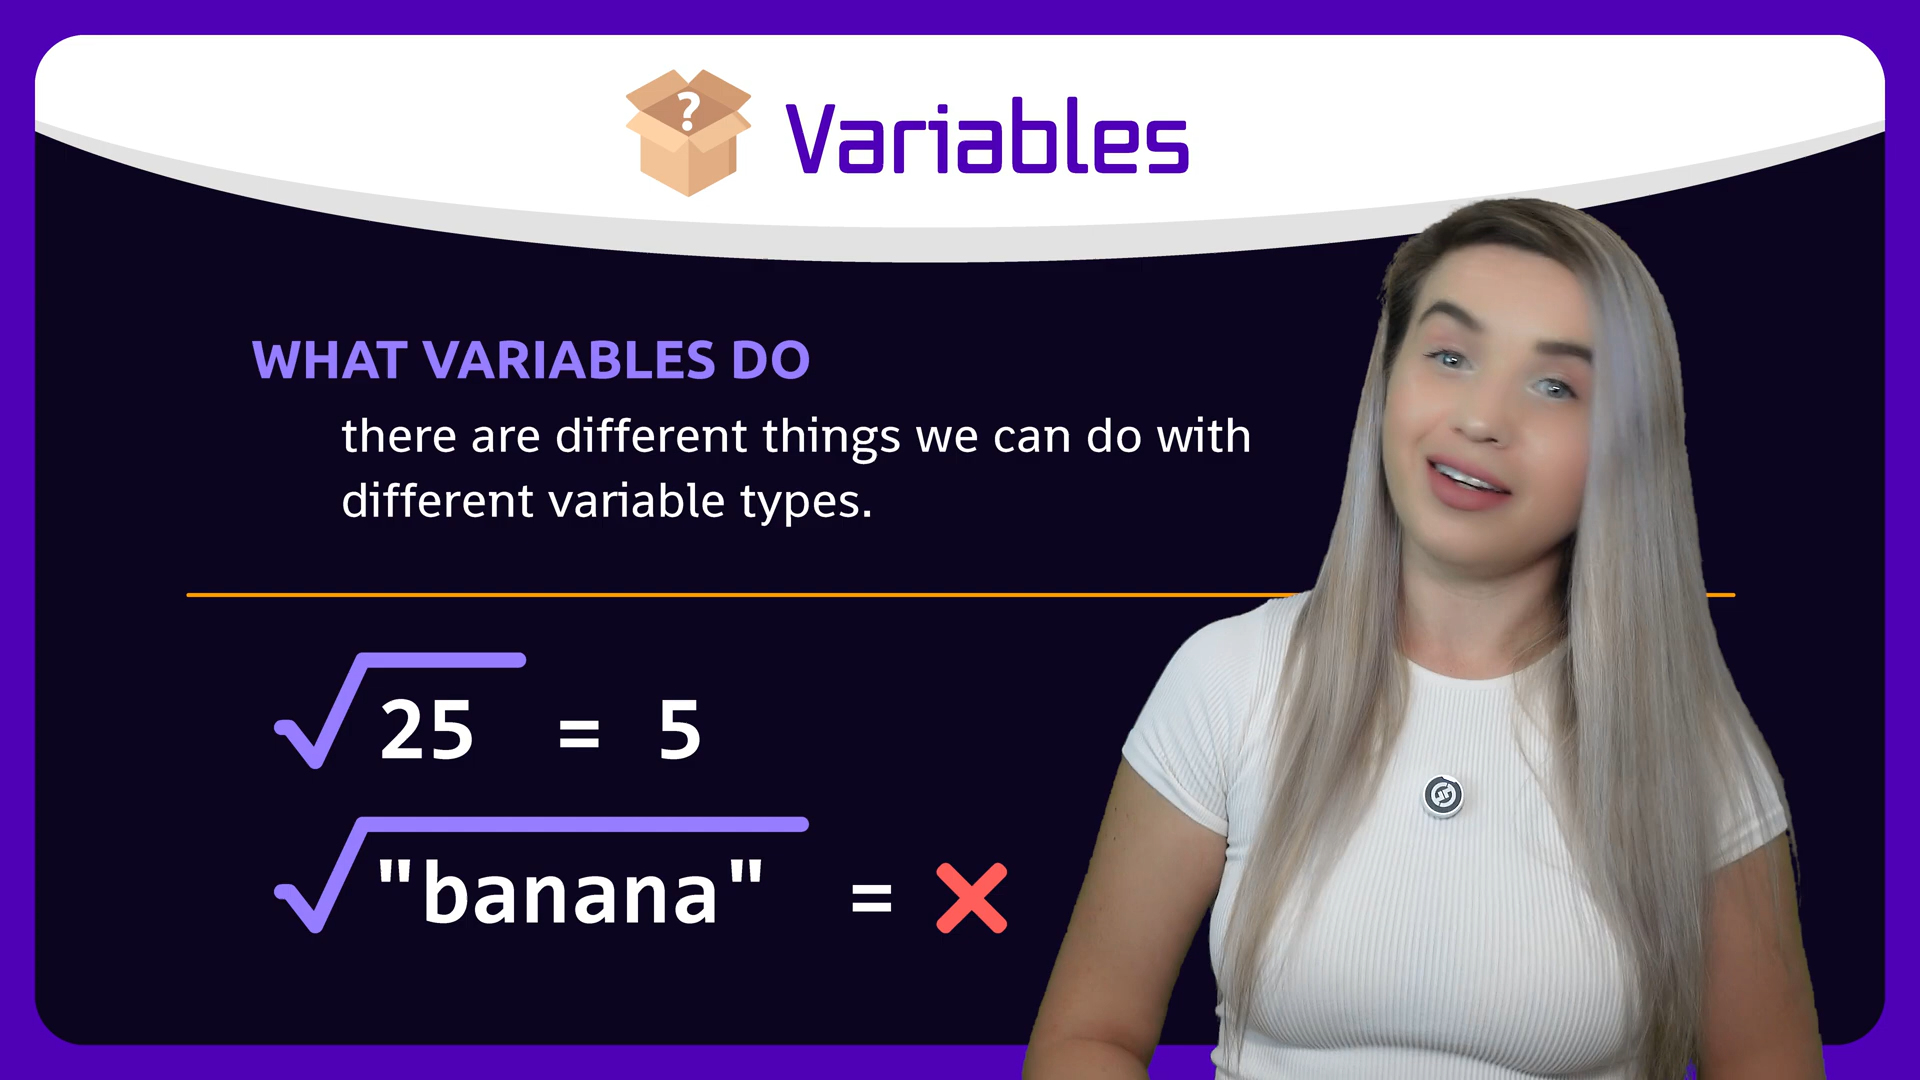 ?
Variables
WHAT VARIABLES DO
there are different things we can do with
different variable types.
√25 = 5
√"banana" = ❌